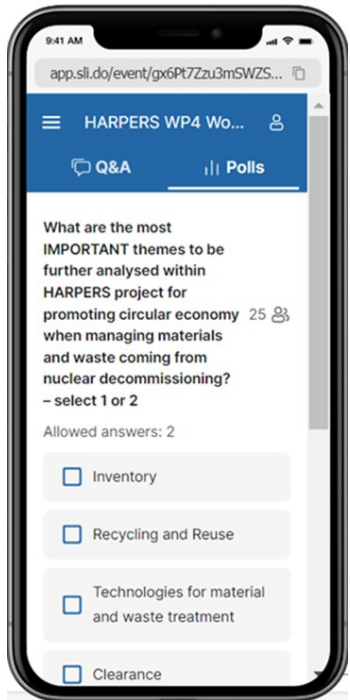 9:41 AM
app.sli.do/event/gx6Pt7Zzu3mSWZS...
HARPERS WP4 Wo...
Q&A
Polls
What are the most
IMPORTANT themes to be
further analysed within
HARPERS project for
promoting circular economy 25
when managing materials
and waste coming from
nuclear decommissioning?
– select 1 or 2
Allowed answers: 2
Inventory
Recycling and Reuse
Technologies for material
and waste treatment
Clearance